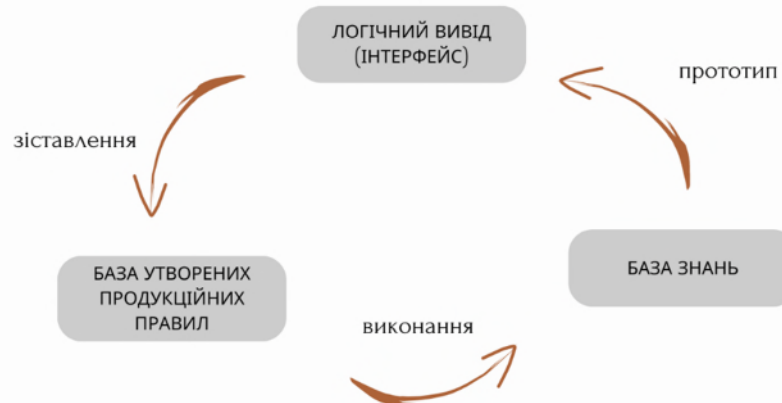 ЛОГІЧНИЙ ВИВІД
(ІНТЕРФЕЙС)
прототип
зіставлення
БАЗА УТВОРЕНИХ
ПРОДУКЦІЙНИХ
ПРАВИЛ
БАЗА ЗНАНЬ
виконання